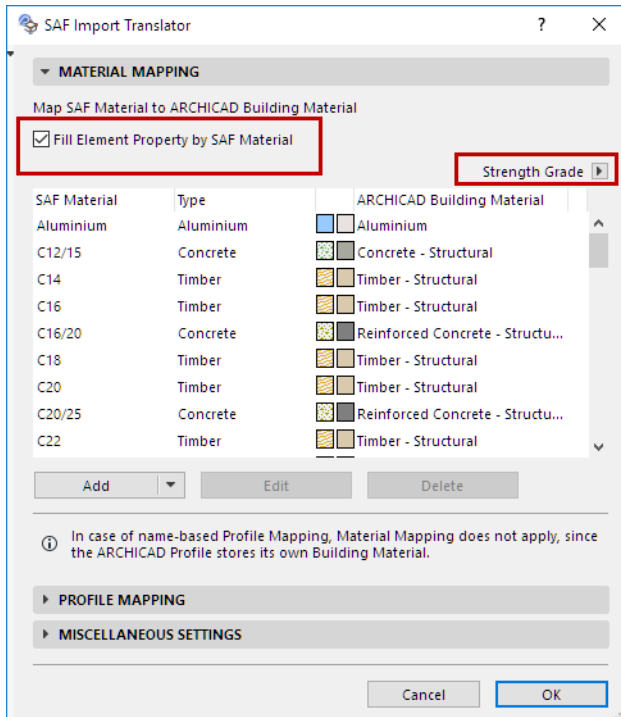 SAF Import Translator ?
MATERIAL MAPPING
Map SAF Material to ARCHICAD Building Material
Fill Element Property by SAF Material
Strength Grade
SAF Material Type ARCHICAD Building Material
Aluminium Aluminium Aluminium
C12/15 Concrete Concrete - Structural
C14 Timber Timber - Structural
C16 Timber Timber - Structural
C16/20 Concrete Reinforced Concrete - Structu...
C18 Timber Timber - Structural
C20 Timber Timber - Structural
C20/25 Concrete Reinforced Concrete - Structu...
C22 Timber Timber - Structural
Add Edit Delete
In case of name-based Profile Mapping, Material Mapping does not apply, since
the ARCHICAD Profile stores its own Building Material.
PROFILE MAPPING
MISCELLANEOUS SETTINGS
Cancel OK